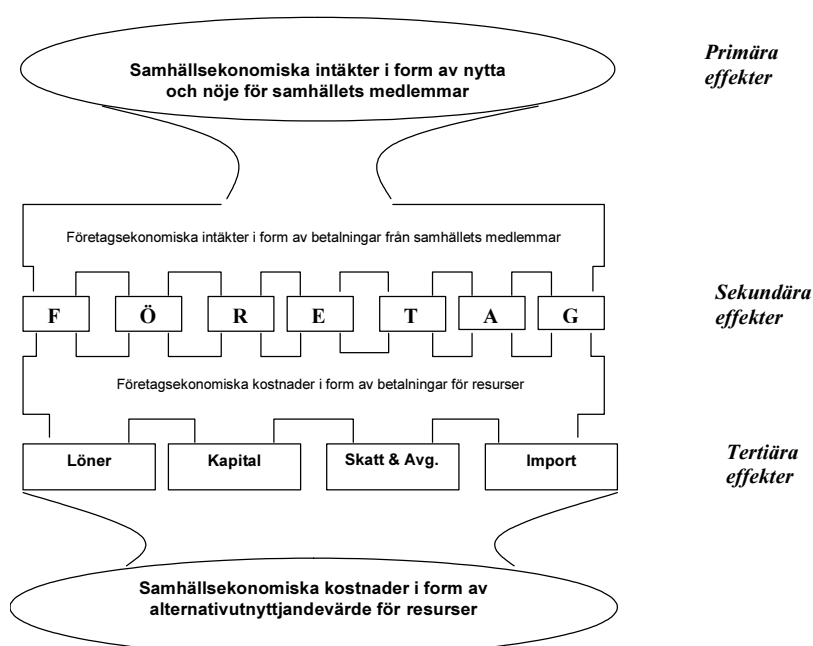 Samhällsekonomiska intäkter i form av nytta
och nöje för samhällets medlemmar
Primära
effekter
Företagsekonomiska intäkter i form av betalningar från samhällets medlemmar
F Ö R E T A G
Sekundära
effekter
Företagsekonomiska kostnader i form av betalningar för resurser
Löner Kapital Skatt & Avg. Import
Tertiära
effekter
Samhällsekonomiska kostnader i form av
alternativutnyttjandevärde för resurser